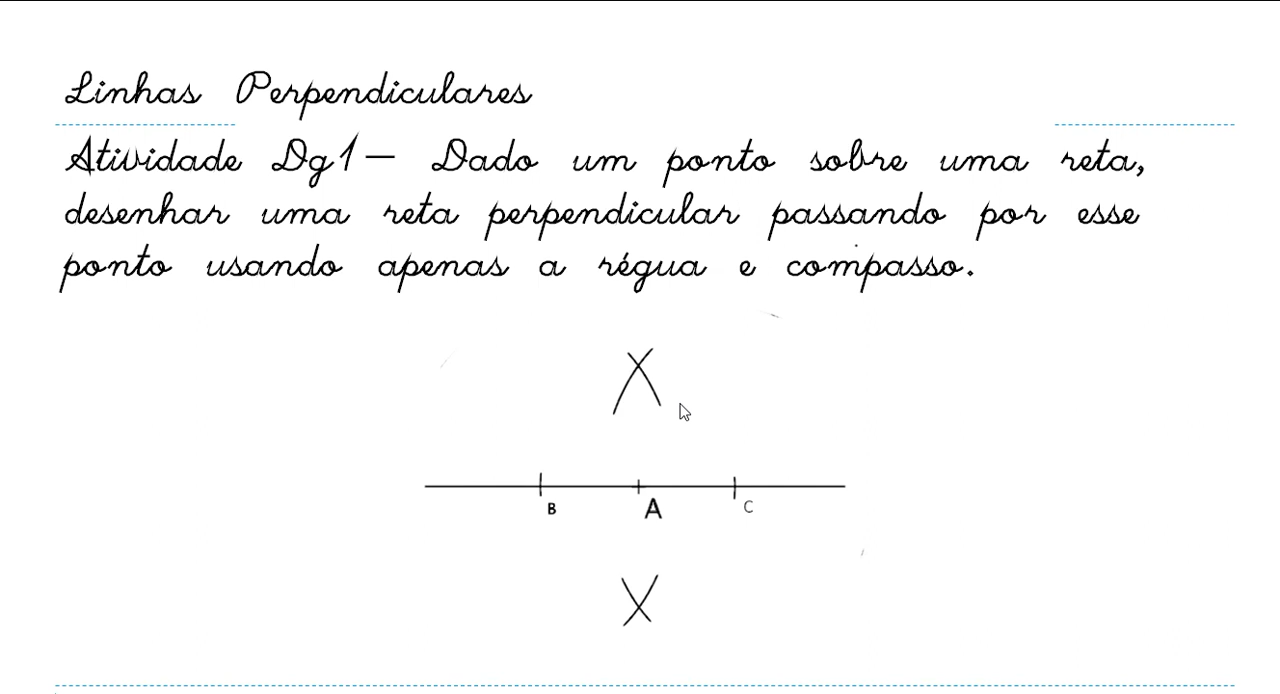 Linhas Perpendiculares
Atividade Dg1 – Dado um ponto sobre uma reta,
desenhar uma reta perpendicular passando por esse
ponto usando apenas a régua e compasso.
B A C